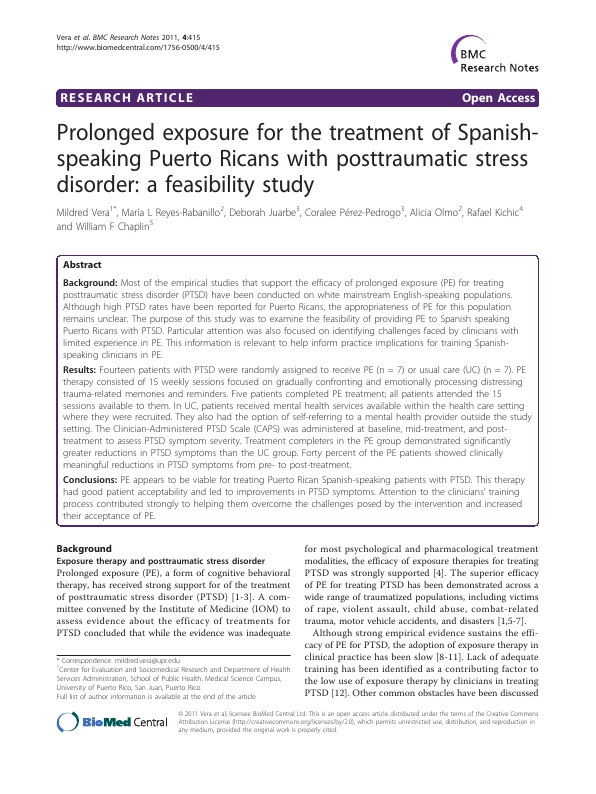 Vera et al. BMC Research Notes 2011, 4:415
http://www.biomedcentral.com/1756-0500/4/415
BMC
Research Notes
RESEARCH ARTICLE
Open Access
Prolonged exposure for the treatment of Spanish-
speaking Puerto Ricans with posttraumatic stress
disorder: a feasibility study
Mildred Vera1*, María L Reyes-Rabanillo2, Deborah Juarbe3, Coralee Pérez-Pedrogo3, Alicia Olmo2, Rafael Kichic4
and William F Chaplin5
Abstract
Background: Most of the empirical studies that support the efficacy of prolonged exposure (PE) for treating
posttraumatic stress disorder (PTSD) have been conducted on white mainstream English-speaking populations.
Although high PTSD rates have been reported for Puerto Ricans, the appropriateness of PE for this population
remains unclear. The purpose of this study was to examine the feasibility of providing PE to Spanish speaking
Puerto Ricans with PTSD. Particular attention was also focused on identifying challenges faced by clinicians with
limited experience in PE. This information is relevant to help inform practice implications for training Spanish-
speaking clinicians in PE.
Results: Fourteen patients with PTSD were randomly assigned to receive PE (n = 7) or usual care (UC) (n = 7). PE
therapy consisted of 15 weekly sessions focused on gradually confronting and emotionally processing distressing
trauma-related memories and reminders. Five patients completed PE treatment; all patients attended the 15
sessions available to them. In UC, patients received mental health services available within the health care setting
where they were recruited. They also had the option of self-referring to a mental health provider outside the study
setting. The Clinician-Administered PTSD Scale (CAPS) was administered at baseline, mid-treatment, and post-
treatment to assess PTSD symptom severity. Treatment completers in the PE group demonstrated significantly
greater reductions in PTSD symptoms than the UC group. Forty percent of the PE patients showed clinically
meaningful reductions in PTSD symptoms from pre- to post-treatment.
Conclusions: PE appears to be viable for treating Puerto Rican Spanish-speaking patients with PTSD. This therapy
had good patient acceptability and led to improvements in PTSD symptoms. Attention to the clinicians' training
process contributed strongly to helping them overcome the challenges posed by the intervention and increased
their acceptance of PE.
Background
Exposure therapy and posttraumatic stress disorder
Prolonged exposure (PE), a form of cognitive behavioral
therapy, has received strong support for of the treatment
of posttraumatic stress disorder (PTSD) [1-3]. A com-
mittee convened by the Institute of Medicine (IOM) to
assess evidence about the efficacy of treatments for
PTSD concluded that while the evidence was inadequate
for most psychological and pharmacological treatment
modalities, the efficacy of exposure therapies for treating
PTSD was strongly supported [4]. The superior efficacy
of PE for treating PTSD has been demonstrated across a
wide range of traumatized populations, including victims
of rape, violent assault, child abuse, combat-related
trauma, motor vehicle accidents, and disasters [1,5-7].
Although strong empirical evidence sustains the effi-
cacy of PE for PTSD, the adoption of exposure therapy in
clinical practice has been slow [8-11]. Lack of adequate
training has been identified as a contributing factor to
the low use of exposure therapy by clinicians in treating
PTSD [12]. Other common obstacles have been discussed
* Correspondence: mildred.vera@upr.edu
1Center for Evaluation and Sociomedical Research and Department of Health
Services Administration, School of Public Health, Medical Science Campus,
University of Puerto Rico, San Juan, Puerto Rico
Full list of author information is available at the end of the article
BioMed Central
© 2011 Vera et al; licensee BioMed Central Ltd. This is an open access article distributed under the terms of the Creative Commons
Attribution License (http://creativecommons.org/licenses/by/2.0), which permits unrestricted use, distribution, and reproduction in
any medium, provided the original work is properly cited.